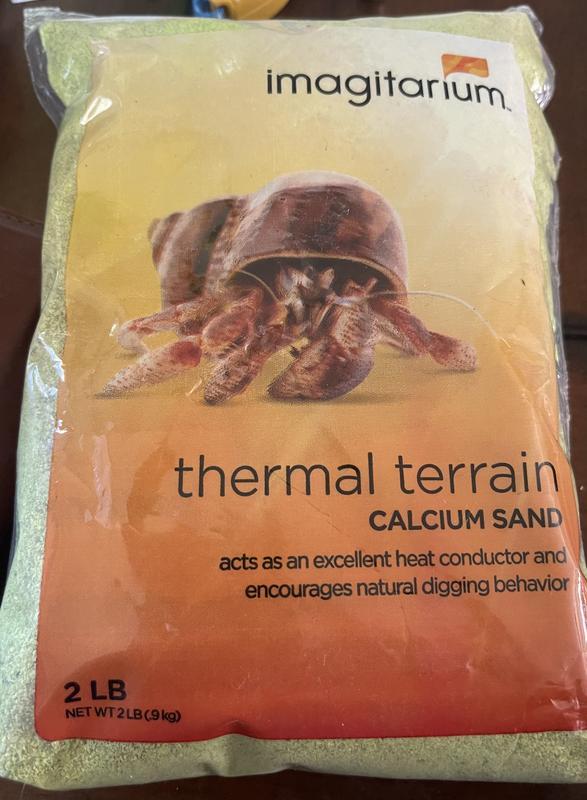 imagitarium™
thermal terrain
CALCIUM SAND
acts as an excellent heat conductor and
encourages natural digging behavior
2 LB
NET WT 2 LB (.9 kg)